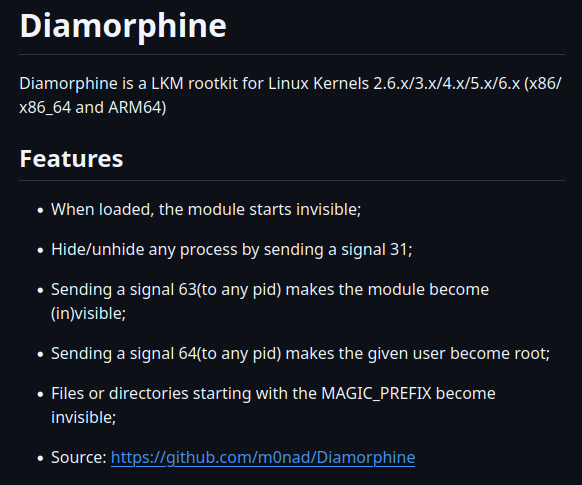 Diamorphine
Diamorphine is a LKM rootkit for Linux Kernels 2.6.x/3.x/4.x/5.x/6.x (x86/
x86_64 and ARM64)
Features
• When loaded, the module starts invisible;
• Hide/unhide any process by sending a signal 31;
• Sending a signal 63(to any pid) makes the module become
(in)visible;
• Sending a signal 64(to any pid) makes the given user become root;
• Files or directories starting with the MAGIC_PREFIX become
invisible;
• Source: https://github.com/m0nad/Diamorphine